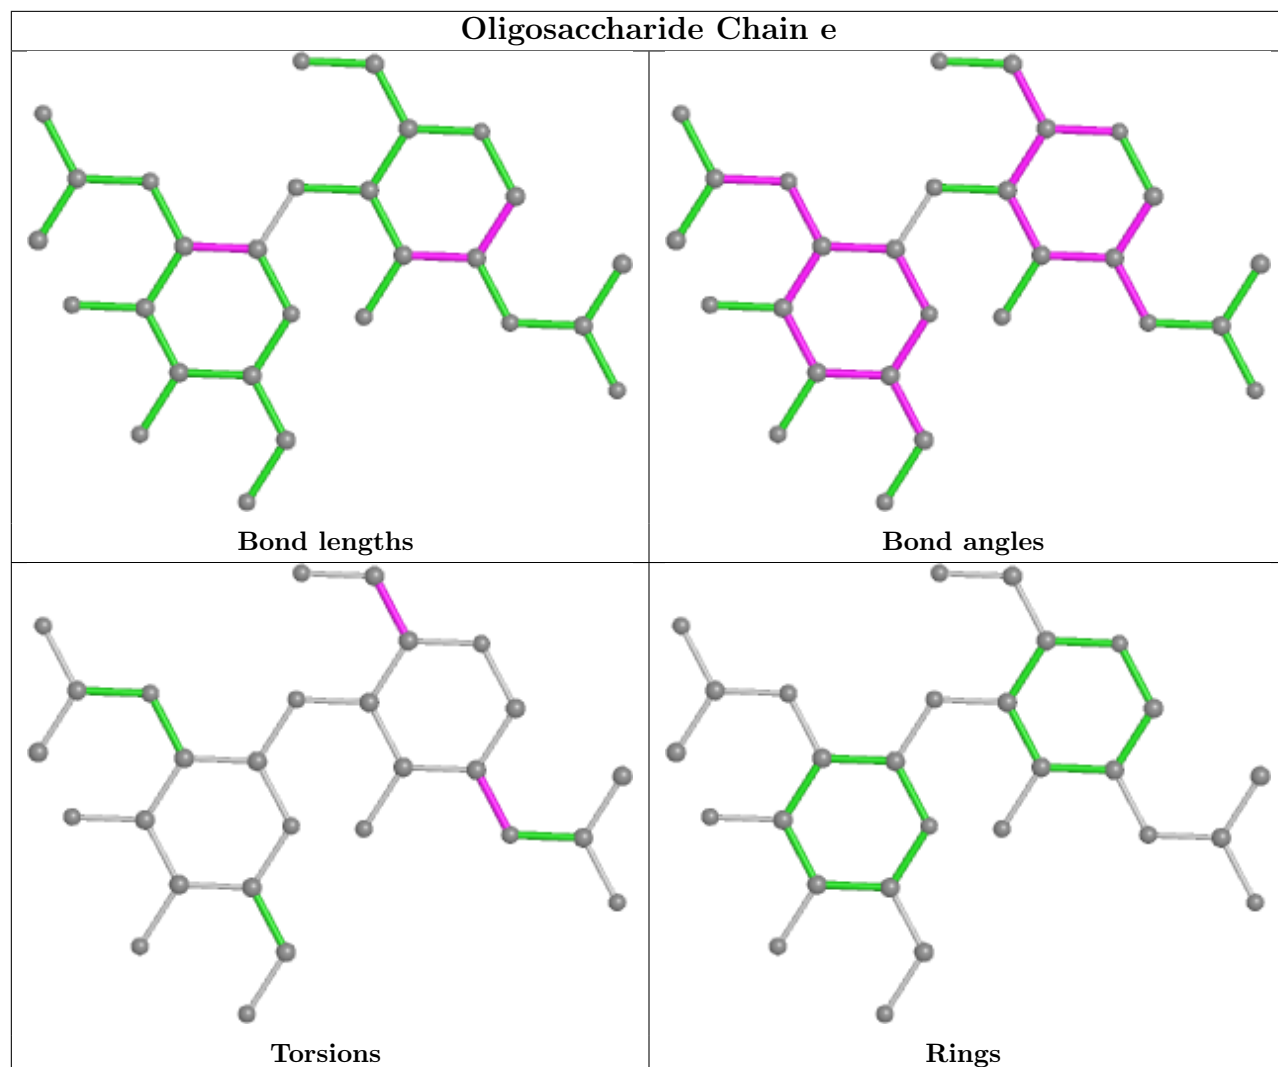 Oligosaccharide Chain e
Bond lengths
Bond angles
Torsions
Rings